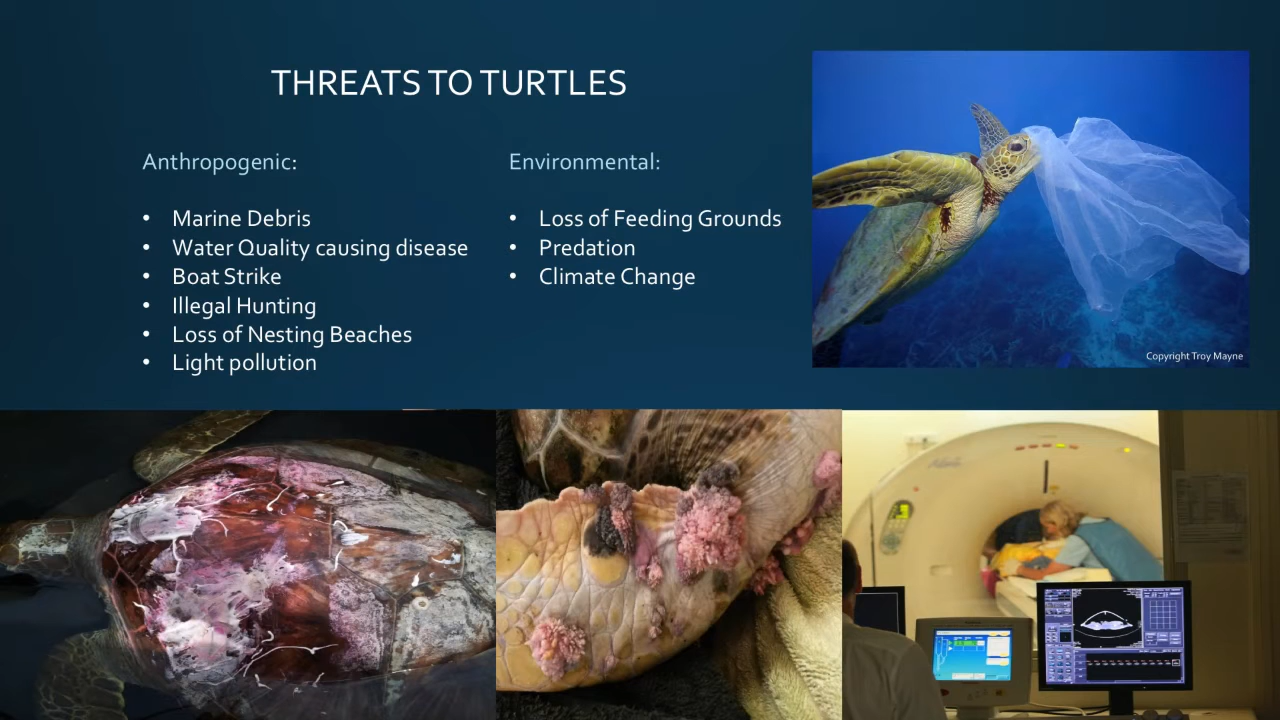 THREATS TO TURTLES
Anthropogenic:
• Marine Debris
• Water Quality causing disease
• Boat Strike
• Illegal Hunting
• Loss of Nesting Beaches
• Light pollution
Environmental:
• Loss of Feeding Grounds
• Predation
• Climate Change
Copyright Troy Mayne